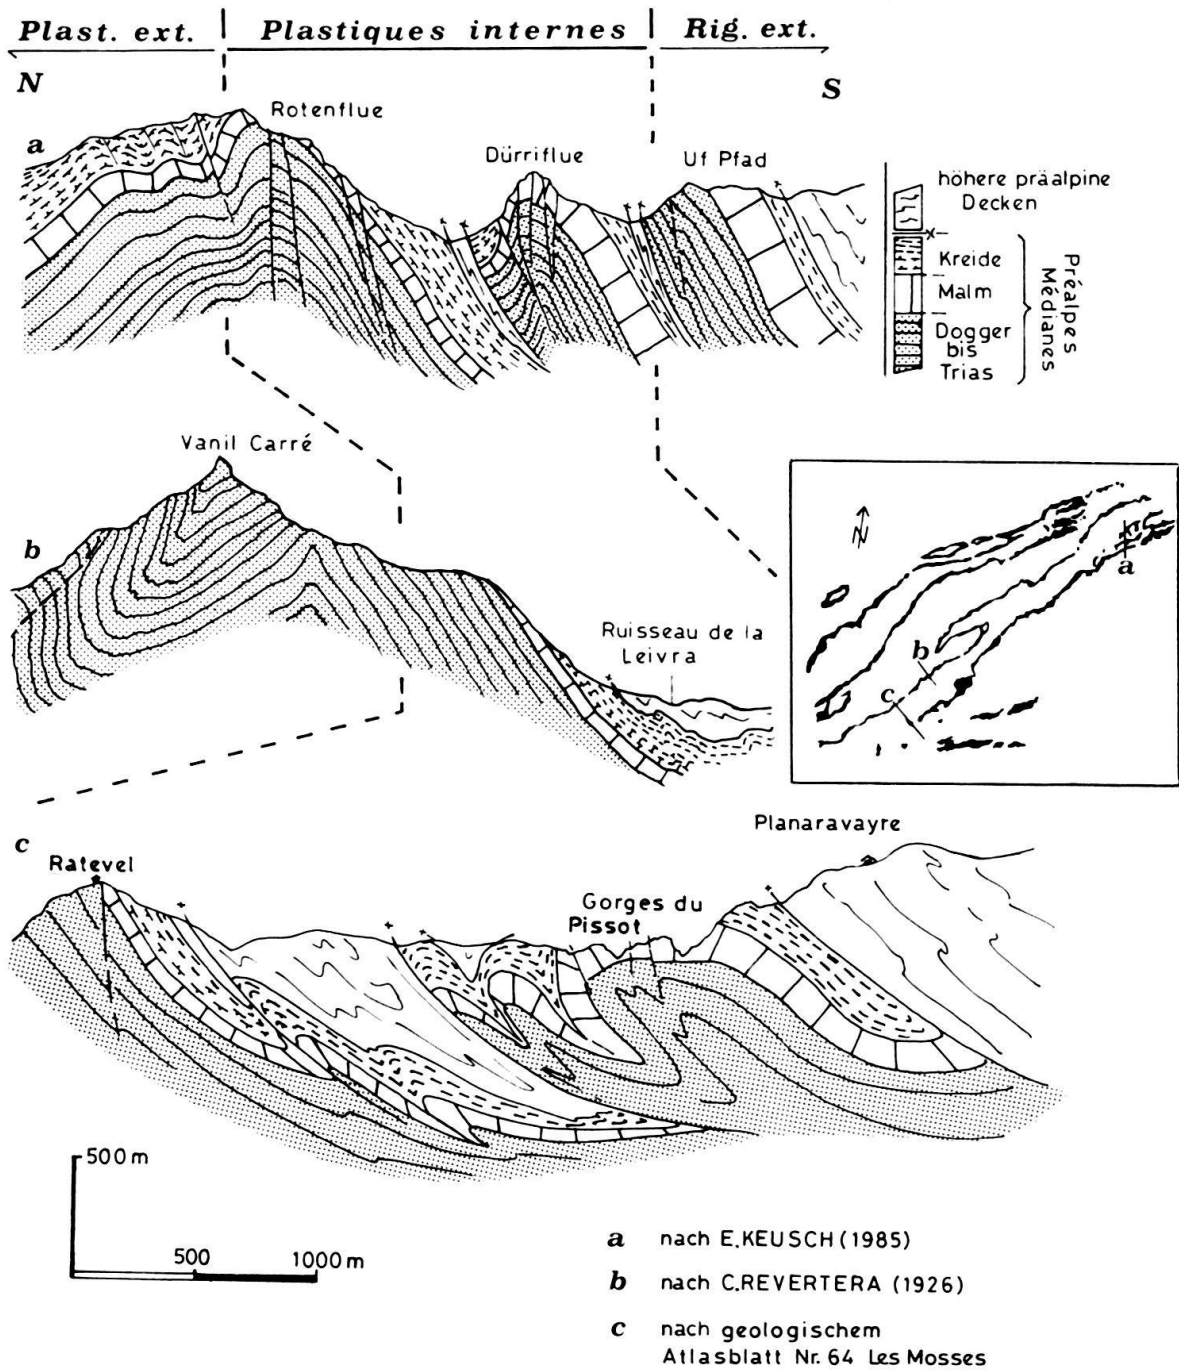 Plast. ext. Plastiques internes Rig. ext.
N S
a
Rotenflue
Dürriflue
Uf Pfad
höhere präalpine
Decken
Kreide
Malm
Dogger
bis
Trias
Préalpes
Médianes
Vanil Carré
b
Ruisseau de la
Leivra
N
a
b
c
c
Ratevel
Planaravayre
Gorges du
Pissot
500 m
500 1000 m
a nach E.KEUSCH (1985)
b nach C.REVERTERA (1926)
c nach geologischem
Atlasblatt Nr. 64 Les Mosses